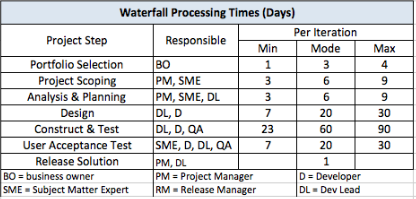 Waterfall Processing Times (Days)
Project Step Responsible Per Iteration
Min Mode Max
Portfolio Selection BO 1 3 4
Project Scoping PM, SME 3 6 9
Analysis & Planning PM, SME, DL 3 6 9
Design DL, D 7 20 30
Construct & Test DL, D, QA 23 60 90
User Acceptance Test SME, D, DL, QA 7 20 30
Release Solution PM, DL 1
BO = business owner PM = Project Manager D = Developer
SME = Subject Matter Expert RM = Release Manager DL = Dev Lead